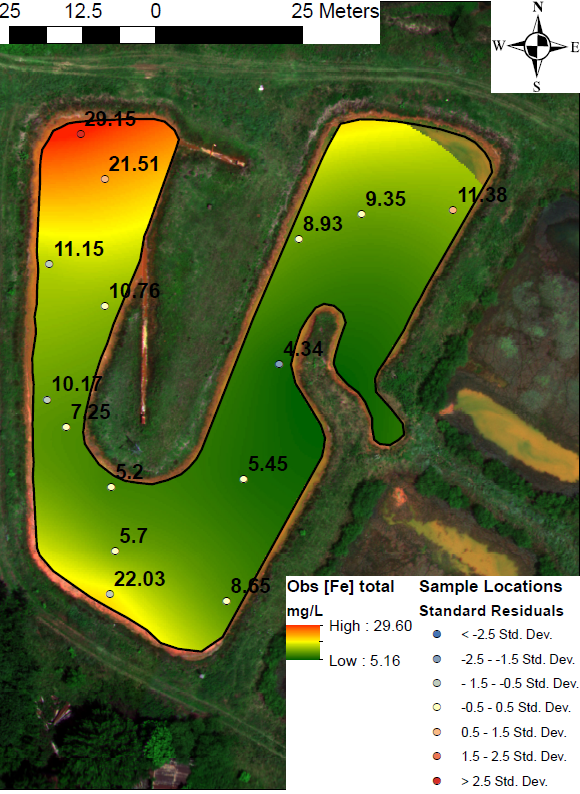 25 12.5 0 25 Meters
N
W E
S
29.15
21.51
11.38
9.35
8.93
11.15
10.76
4.34
10.17
7.25
5.2
5.45
5.7
22.03
8.65
Obs [Fe] total
mg/L
High : 29.60
Low : 5.16
Sample Locations
Standard Residuals
< -2.5 Std. Dev.
-2.5 - -1.5 Std. Dev.
- 1.5 - -0.5 Std. Dev.
-0.5 - 0.5 Std. Dev.
0.5 - 1.5 Std. Dev.
1.5 - 2.5 Std. Dev.
> 2.5 Std. Dev.